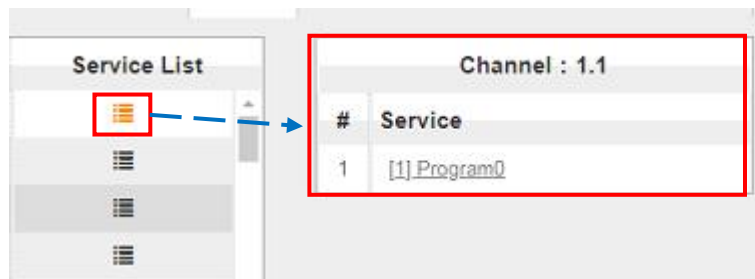 Service List
Channel : 1.1
# Service
1 [1] Program0